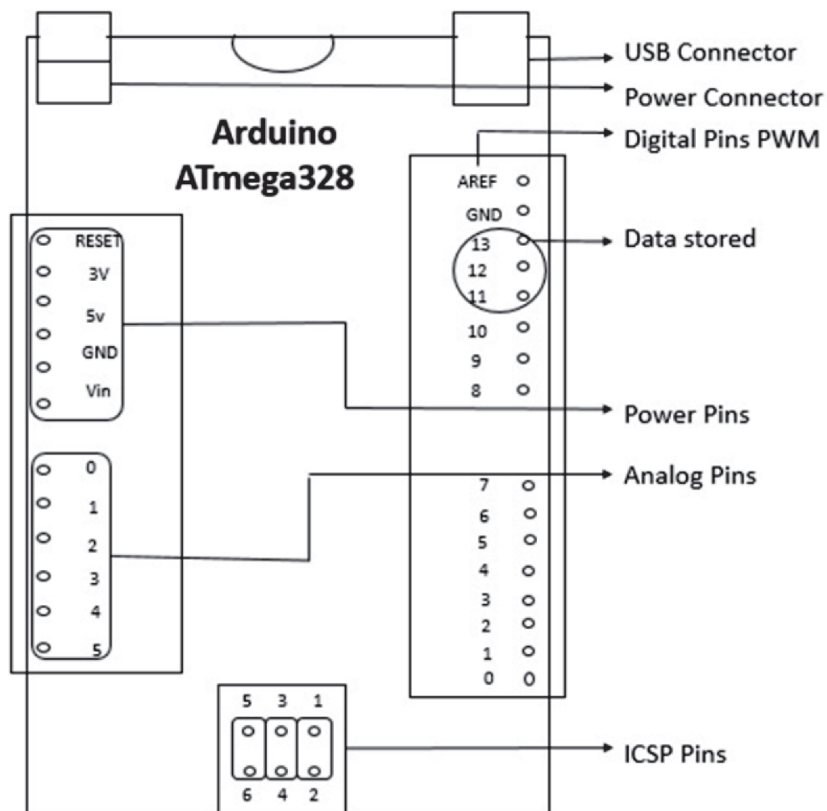 USB Connector
Power Connector
Arduino
ATmega328
Digital Pins PWM
AREF
GND
13
12
11
10
9
8
Data stored
RESET
3V
5v
GND
Vin
Power Pins
0
1
2
3
4
5
Analog Pins
7
6
5
4
3
2
1
0
5 3 1
6 4 2
ICSP Pins